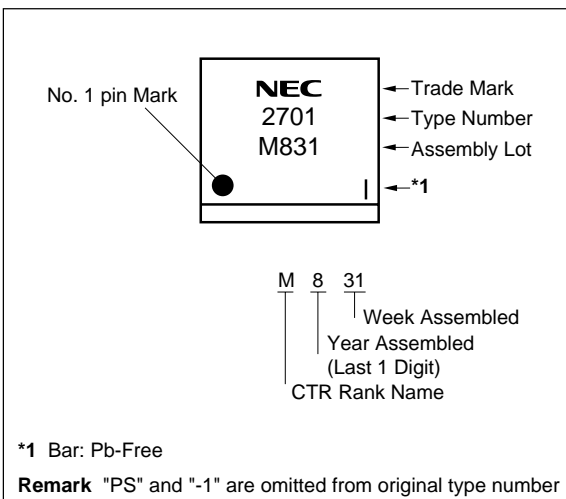 No. 1 pin Mark
NEC
2701
M831
Trade Mark
Type Number
Assembly Lot
*1
M 8 31
Week Assembled
Year Assembled
(Last 1 Digit)
CTR Rank Name
*1 Bar: Pb-Free
Remark "PS" and "-1" are omitted from original type number